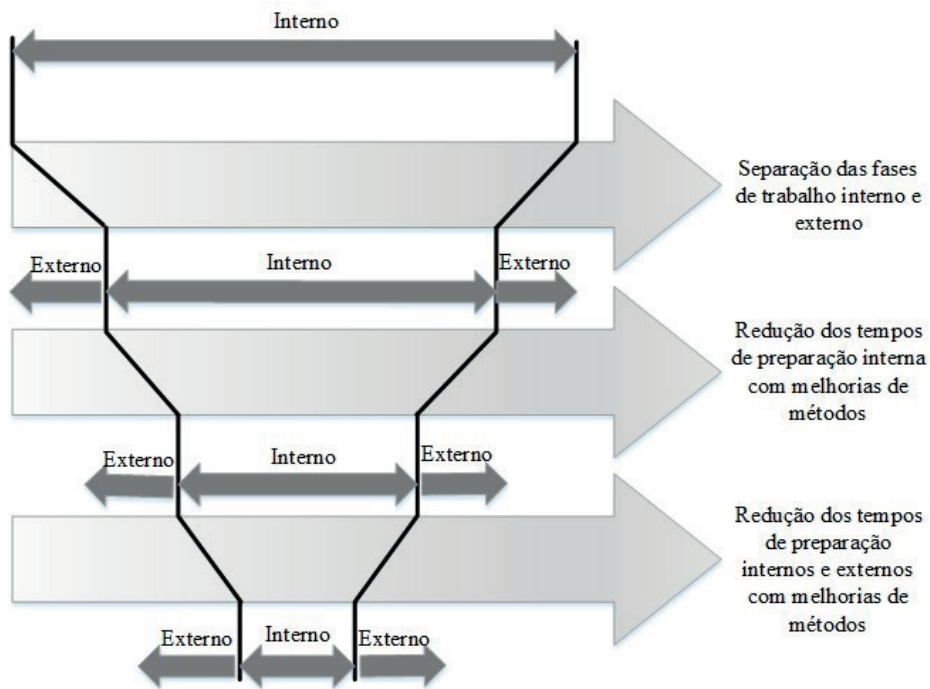 Interno
Separação das fases
de trabalho interno e
externo
Externo
Interno
Externo
Redução dos tempos
de preparação interna
com melhorias de
métodos
Externo
Interno
Externo
Redução dos tempos
de preparação
internos e externos
com melhorias de
métodos
Externo
Interno
Externo